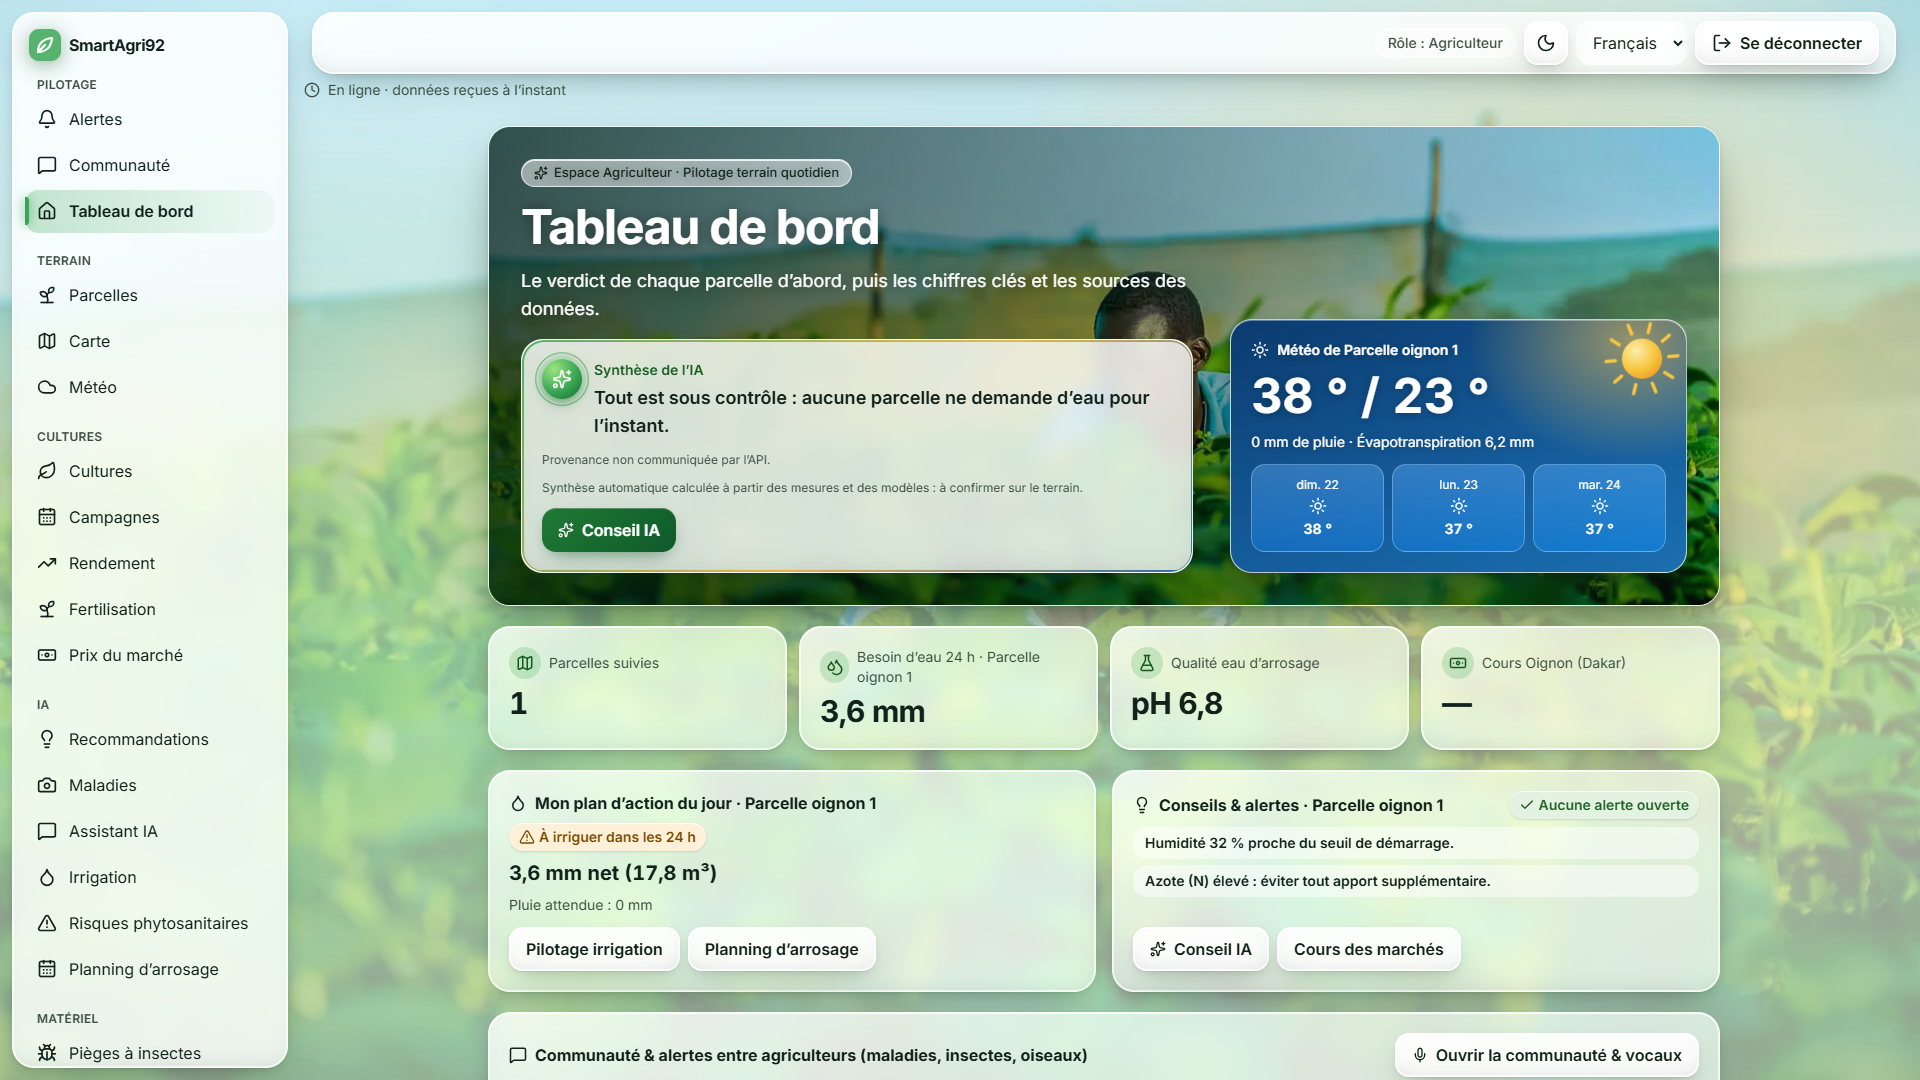 SmartAgri92
PILOTAGE
Alertes
Communauté
Tableau de bord
TERRAIN
Parcelles
Carte
Météo
CULTURES
Cultures
Campagnes
Rendement
Fertilisation
Prix du marché
IA
Recommandations
Maladies
Assistant IA
Irrigation
Risques phytosanitaires
Planning d’arrosage
MATÉRIEL
Pièges à insectes
Rôle : Agriculteur
Français
Se déconnecter
En ligne · données reçues à l’instant
Espace Agriculteur · Pilotage terrain quotidien
Tableau de bord
Le verdict de chaque parcelle d’abord, puis les chiffres clés et les sources des
données.
Synthèse de l’IA
Tout est sous contrôle : aucune parcelle ne demande d’eau pour
l’instant.
Provenance non communiquée par l’API.
Synthèse automatique calculée à partir des mesures et des modèles : à confirmer sur le terrain.
Conseil IA
Météo de Parcelle oignon 1
38 ° / 23 °
0 mm de pluie · Évapotranspiration 6,2 mm
dim. 22
38 °
lun. 23
37 °
mar. 24
37 °
Parcelles suivies
1
Besoin d’eau 24 h · Parcelle
oignon 1
3,6 mm
Qualité eau d’arrosage
pH 6,8
Cours Oignon (Dakar)
—
Mon plan d’action du jour · Parcelle oignon 1
À irriguer dans les 24 h
3,6 mm net (17,8 m³)
Pluie attendue : 0 mm
Pilotage irrigation
Planning d’arrosage
Conseils & alertes · Parcelle oignon 1
Aucune alerte ouverte
Humidité 32 % proche du seuil de démarrage.
Azote (N) élevé : éviter tout apport supplémentaire.
Conseil IA
Cours des marchés
Communauté & alertes entre agriculteurs (maladies, insectes, oiseaux)
Ouvrir la communauté & vocaux